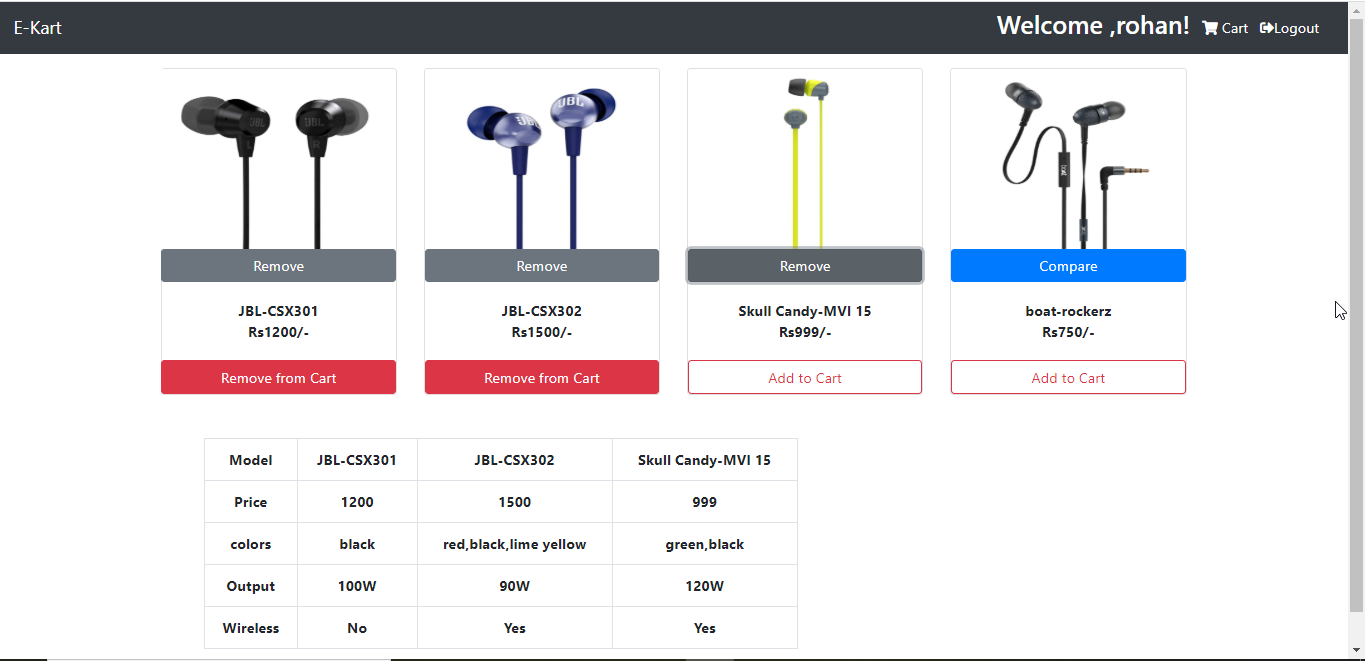 E-Kart Welcome ,rohan! Cart Logout
JBL JBL
L R
Remove Remove Remove Compare
JBL-CSX301 JBL-CSX302 Skull Candy-MVI 15 boat-rockerz
Rs1200/- Rs1500/- Rs999/- Rs750/-
Remove from Cart Remove from Cart Add to Cart Add to Cart
Model JBL-CSX301 JBL-CSX302 Skull Candy-MVI 15
Price 1200 1500 999
colors black red,black,lime yellow green,black
Output 100W 90W 120W
Wireless No Yes Yes